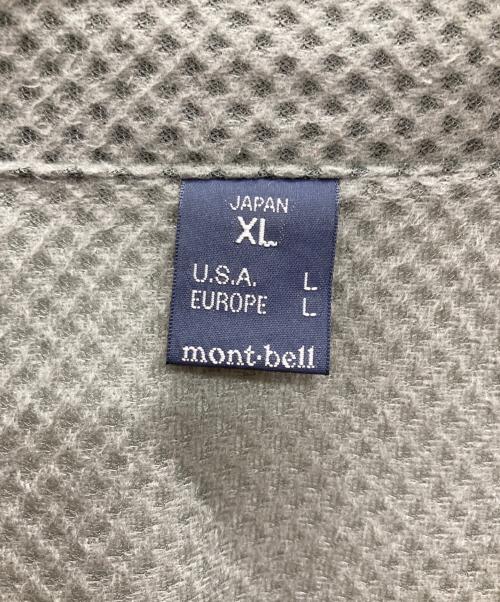 JAPAN
XL
U.S.A. L
EUROPE L
mont·bell